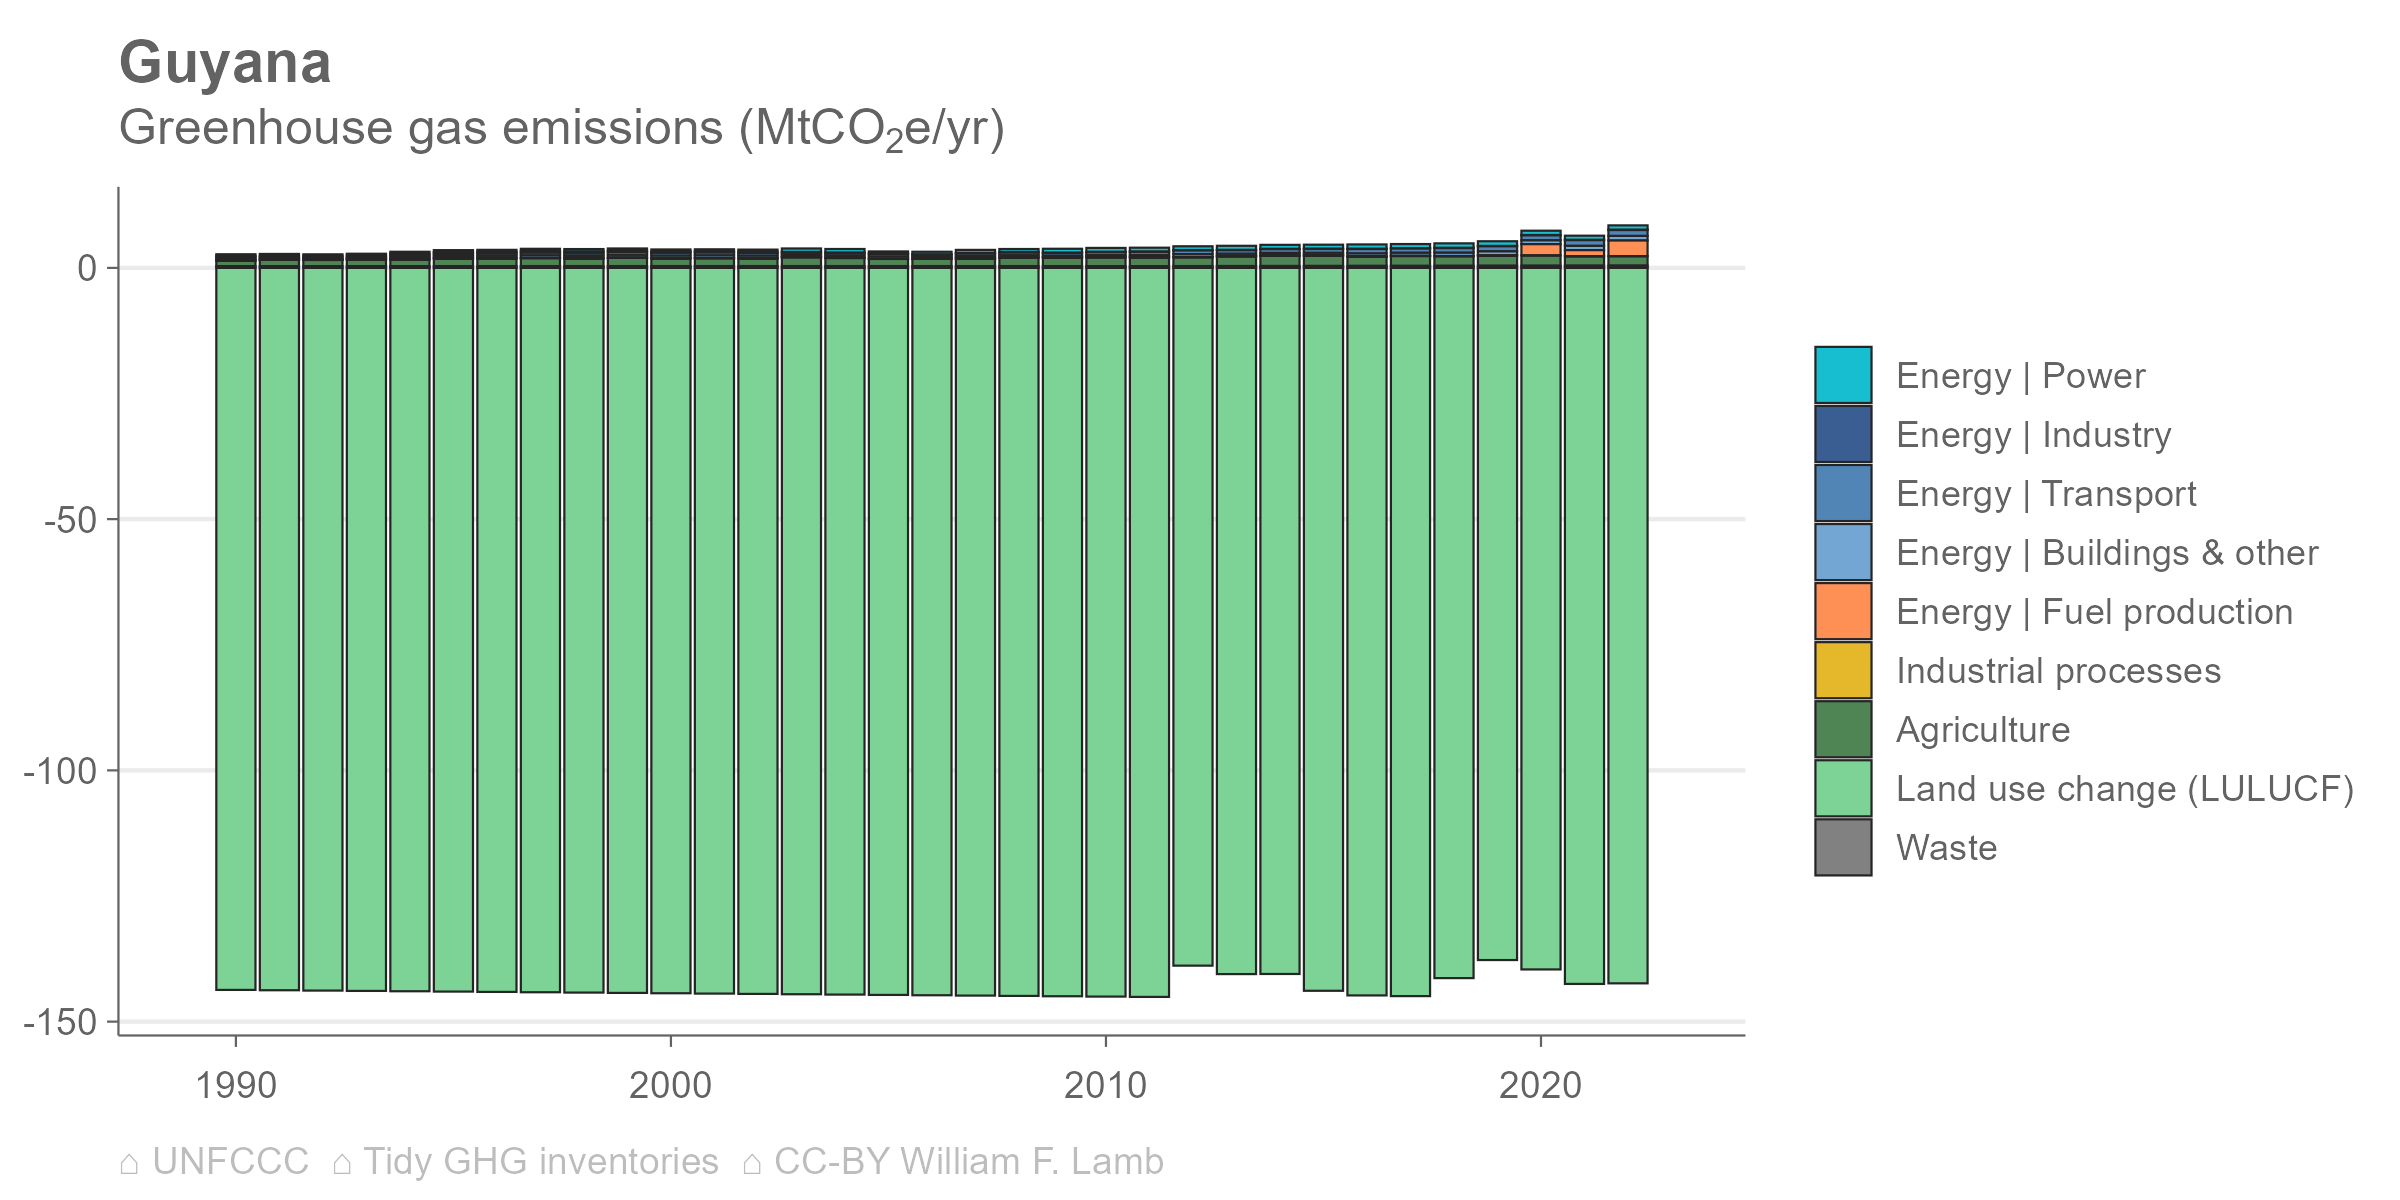 Guyana
Greenhouse gas emissions (MtCO₂e/yr)
0
-50
-100
-150
1990
2000
2010
2020
Energy | Power
Energy | Industry
Energy | Transport
Energy | Buildings & other
Energy | Fuel production
Industrial processes
Agriculture
Land use change (LULUCF)
Waste
⌂ UNFCCC ⌂ Tidy GHG inventories ⌂ CC-BY William F. Lamb